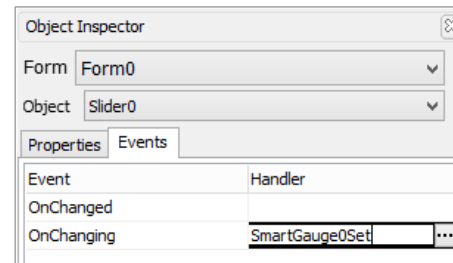 Object Inspector
Form Form0
Object Slider0
Properties Events
Event Handler
OnChanged
OnChanging SmartGauge0Set ...